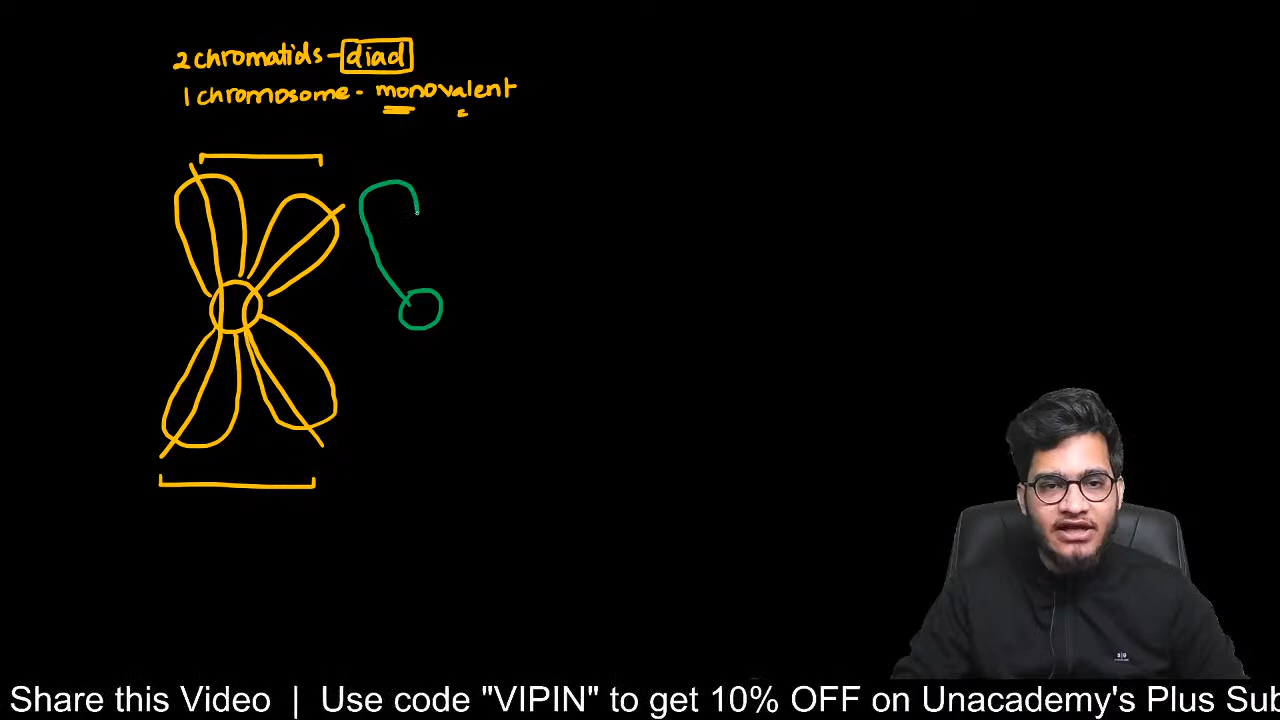 2 chromatids - diad
1 chromosome - monovalent
Share this Video | Use code "VIPIN" to get 10% OFF on Unacademy's Plus Sub